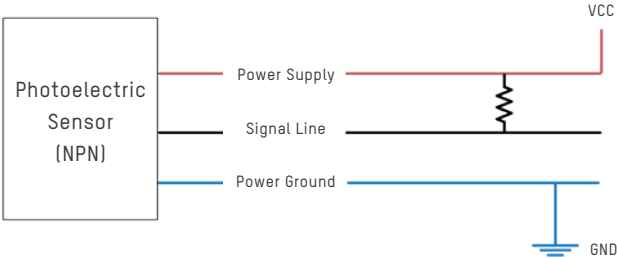 VCC
Photoelectric
Sensor
(NPN)
Power Supply
Signal Line
Power Ground
GND